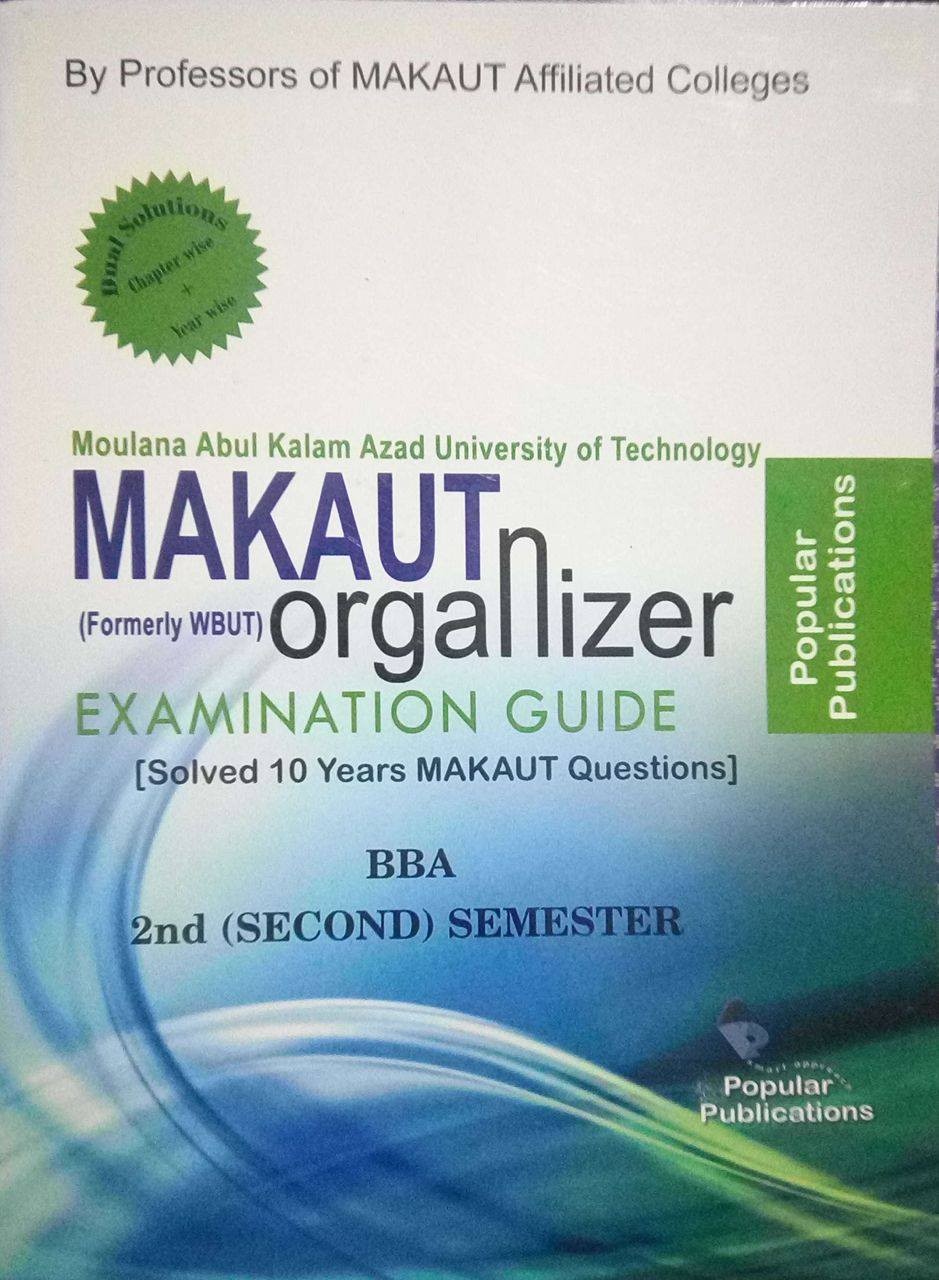 By Professors of MAKAUT Affiliated Colleges
Dual Solutions
Chapter wise
+
Year wise
Moulana Abul Kalam Azad University of Technology
MAKAUT
(Formerly WBUT) organizer
Popular
Publications
EXAMINATION GUIDE
[Solved 10 Years MAKAUT Questions]
BBA
2nd (SECOND) SEMESTER
smart approach
Popular
Publications